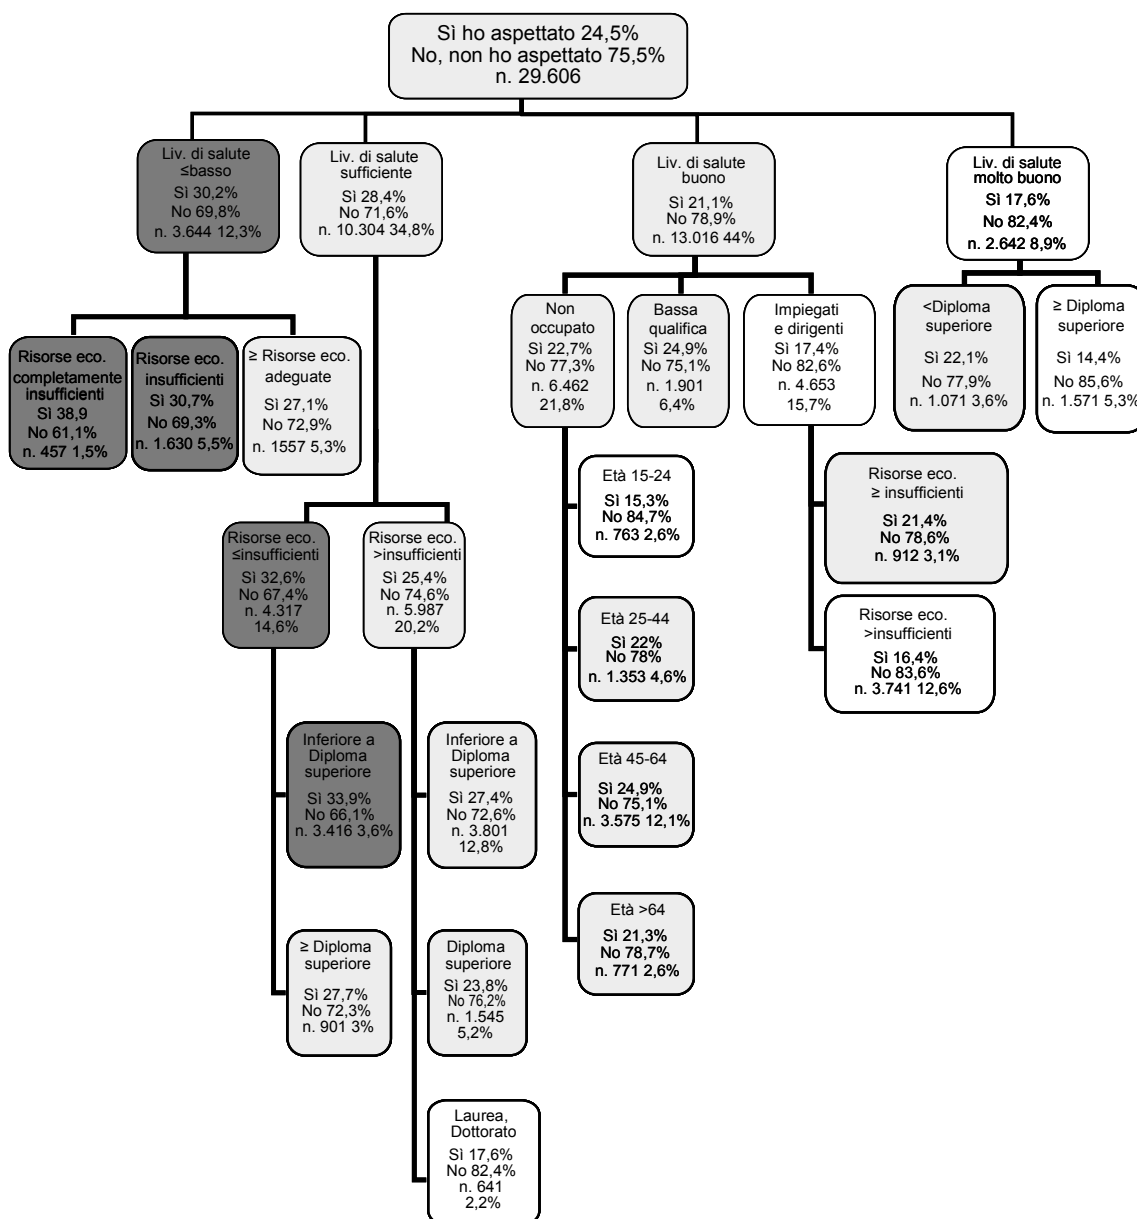 Sì ho aspettato 24,5%
No, non ho aspettato 75,5%
n. 29.606
Liv. di salute
≤basso
Sì 30,2%
No 69,8%
n. 3.644 12,3%
Liv. di salute
sufficiente
Sì 28,4%
No 71,6%
n. 10.304 34,8%
Liv. di salute
buono
Sì 21,1%
No 78,9%
n. 13.016 44%
Liv. di salute
molto buono
Sì 17,6%
No 82,4%
n. 2.642 8,9%
Risorse eco.
completamente
insufficienti
Sì 38,9
No 61,1%
n. 457 1,5%
Risorse eco.
insufficienti
Sì 30,7%
No 69,3%
n. 1.630 5,5%
≥ Risorse eco.
adeguate
Sì 27,1%
No 72,9%
n. 1557 5,3%
Non
occupato
Sì 22,7%
No 77,3%
n. 6.462
21,8%
Bassa
qualifica
Sì 24,9%
No 75,1%
n. 1.901
6,4%
Impiegati
e dirigenti
Sì 17,4%
No 82,6%
n. 4.653
15,7%
<Diploma
superiore
Sì 22,1%
No 77,9%
n. 1.071 3,6%
≥ Diploma
superiore
Sì 14,4%
No 85,6%
n. 1.571 5,3%
Risorse eco.
≤insufficienti
Sì 32,6%
No 67,4%
n. 4.317
14,6%
Risorse eco.
>insufficienti
Sì 25,4%
No 74,6%
n. 5.987
20,2%
Età 15-24
Sì 15,3%
No 84,7%
n. 763 2,6%
Risorse eco.
≥ insufficienti
Sì 21,4%
No 78,6%
n. 912 3,1%
Età 25-44
Sì 22%
No 78%
n. 1.353 4,6%
Risorse eco.
>insufficienti
Sì 16,4%
No 83,6%
n. 3.741 12,6%
Inferiore a
Diploma
superiore
Sì 33,9%
No 66,1%
n. 3.416 3,6%
Inferiore a
Diploma
superiore
Sì 27,4%
No 72,6%
n. 3.801
12,8%
Età 45-64
Sì 24,9%
No 75,1%
n. 3.575 12,1%
Età >64
Sì 21,3%
No 78,7%
n. 771 2,6%
≥ Diploma
superiore
Sì 27,7%
No 72,3%
n. 901 3%
Diploma
superiore
Sì 23,8%
No 76,2%
n. 1.545
5,2%
Laurea,
Dottorato
Sì 17,6%
No 82,4%
n. 641
2,2%